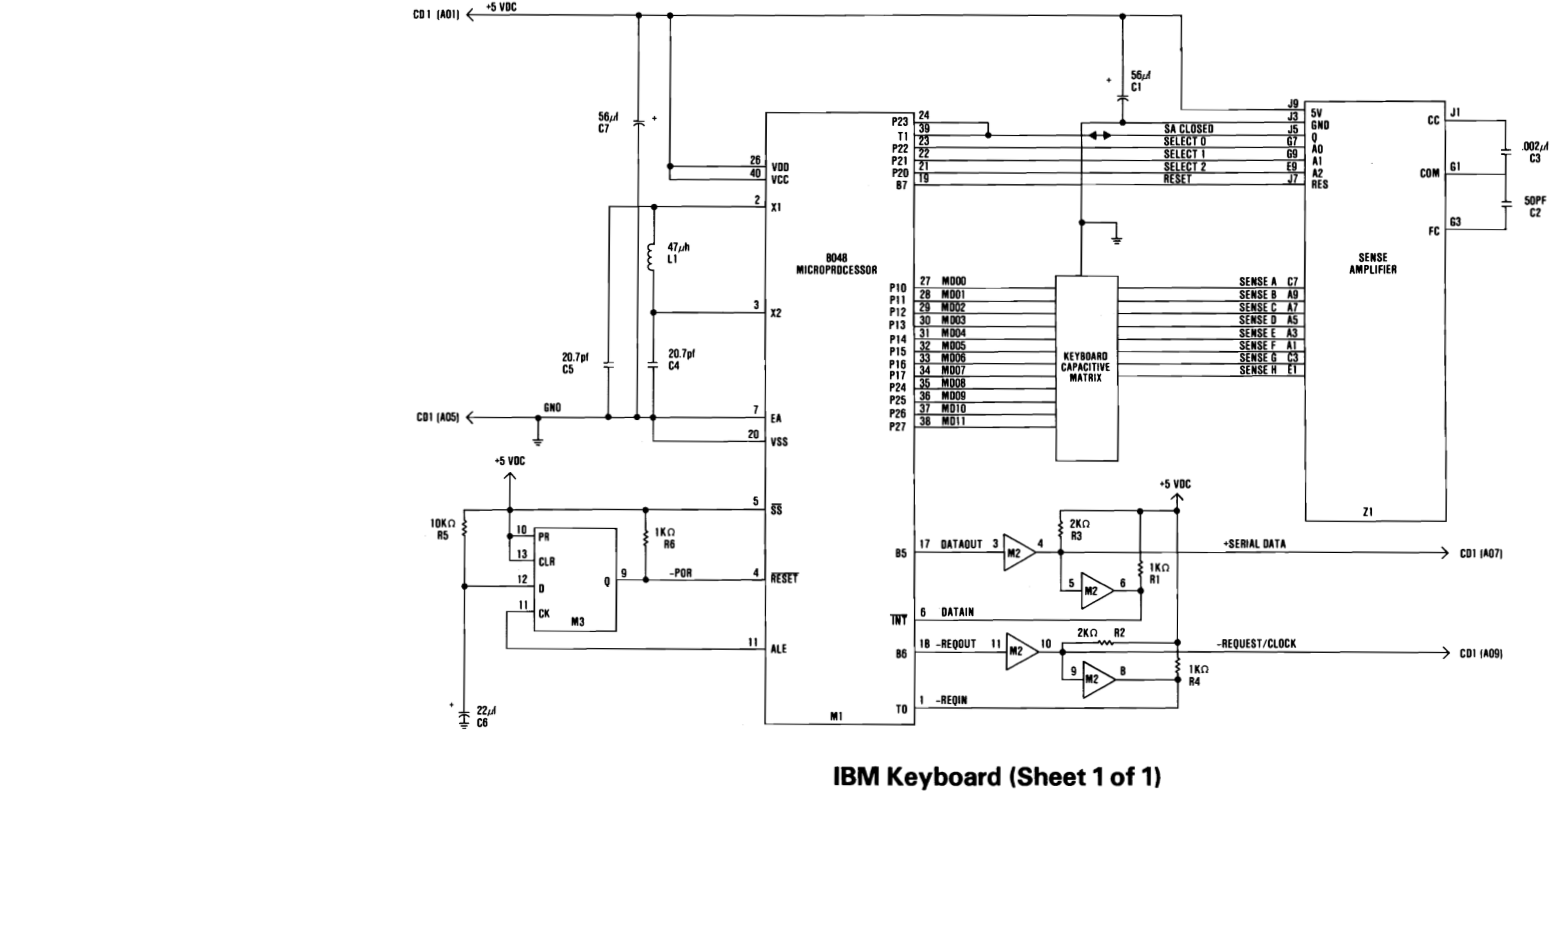 CD1 (A01) +5 VDC
56µf
C7
+
+
56µf
C1
26 VDD
40 VCC
2 X1
47µh
L1
3 X2
20.7pf
C5
20.7pf
C4
CD1 (A05) GND 7 EA
20 VSS
8048
MICROPROCESSOR
M1
P23 24
T1 39
P22 23
P21 22
P20 21
B7 19
SA CLOSED J5 Q
SELECT 0 G7 A0
SELECT 1 G9 A1
SELECT 2 E9 A2
RESET J7 RES
J9 5V
J3 GND
CC J1
.002µf
C3
COM G1
50PF
C2
FC G3
SENSE
AMPLIFIER
Z1
P10 27 MD00
P11 28 MD01
P12 29 MD02
P13 30 MD03
P14 31 MD04
P15 32 MD05
P16 33 MD06
P17 34 MD07
P24 35 MD08
P25 36 MD09
P26 37 MD10
P27 38 MD11
KEYBOARD
CAPACITIVE
MATRIX
SENSE A C7
SENSE B A9
SENSE C A7
SENSE D A5
SENSE E A3
SENSE F A1
SENSE G C3
SENSE H E1
+5 VDC
10KΩ
R5
5 SS
10 PR
13 CLR
12 D
11 CK
Q 9
M3
1KΩ
R6
-POR 4 RESET
11 ALE
+
22µf
C6
+5 VDC
2KΩ
R3
B5 17 DATAOUT 3 M2 4 +SERIAL DATA CD1 (A07)
5 M2 6
1KΩ
R1
INT 6 DATAIN
2KΩ R2
B6 18 -REQOUT 11 M2 10 -REQUEST/CLOCK CD1 (A09)
9 M2 8
1KΩ
R4
T0 1 -REQIN
IBM Keyboard (Sheet 1 of 1)